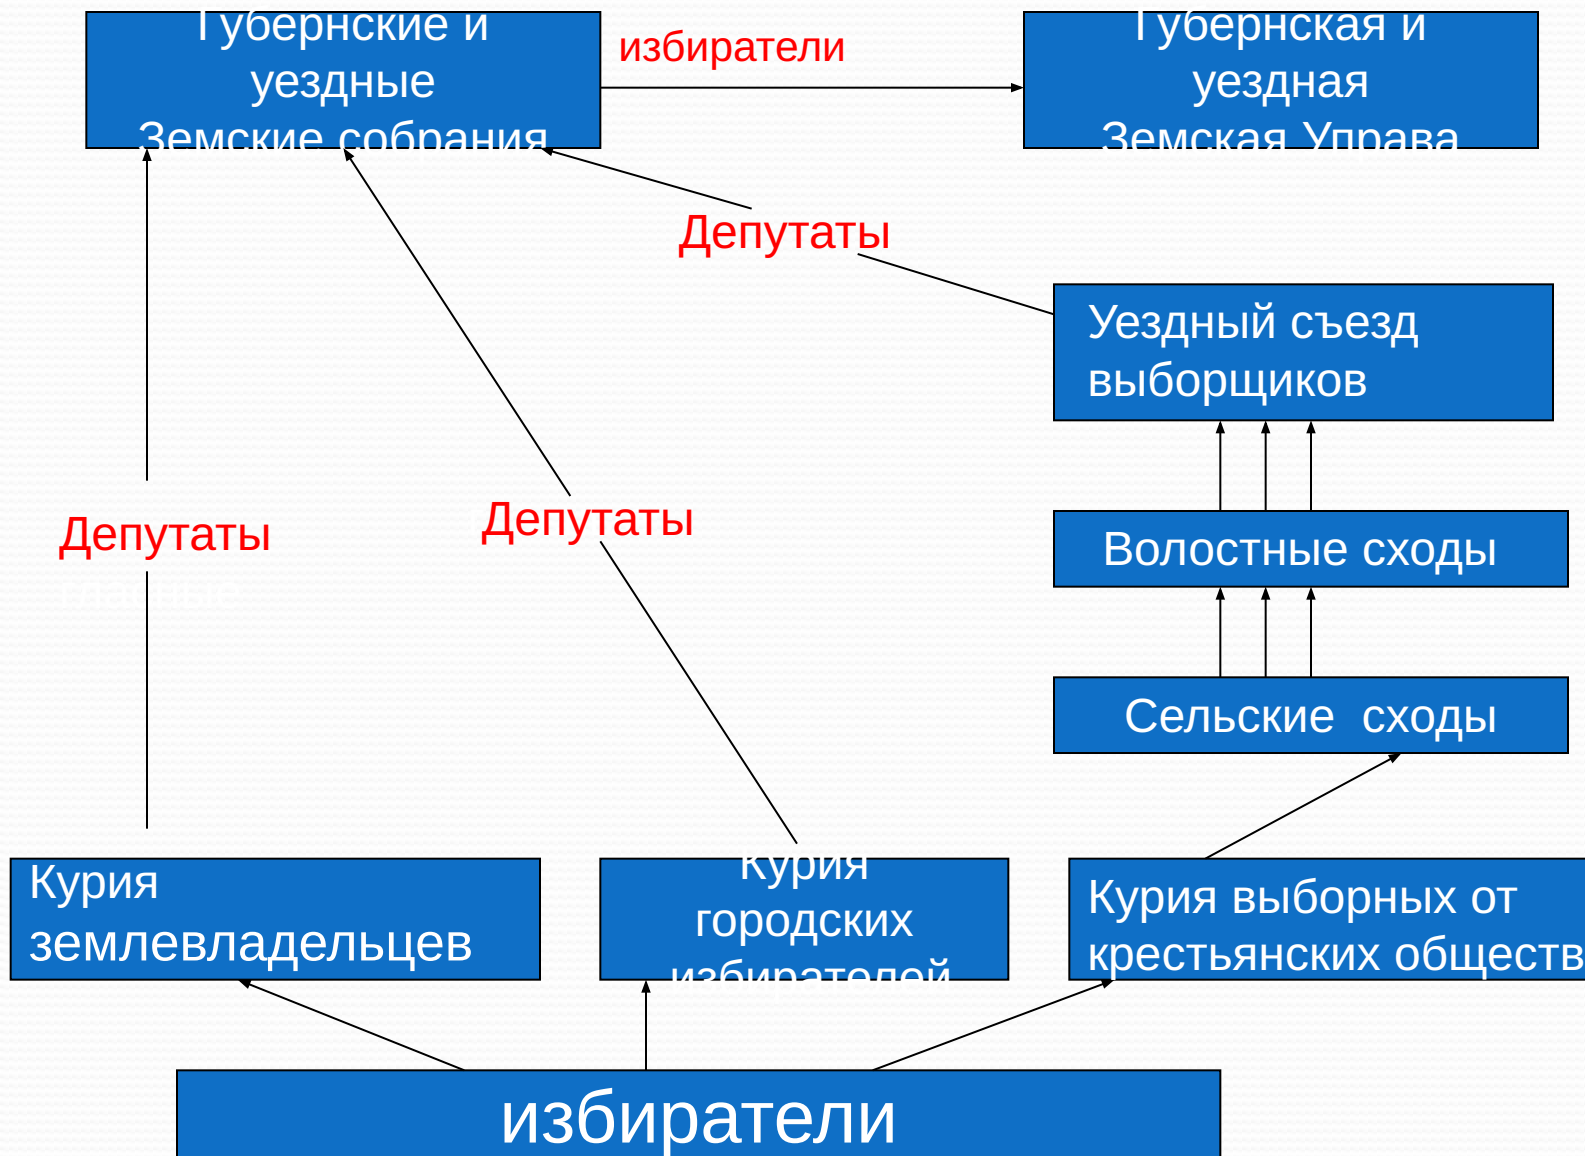 Губернские и
уездные
Земские собрания
избиратели
Губернская и
уездная
Земская Управа
Депутаты
Уездный съезд
выборщиков
Депутаты
Депутаты
Волостные сходы
Сельские сходы
Курия
землевладельцев
Курия
городских
избирателей
Курия выборных от
крестьянских обществ
избиратели